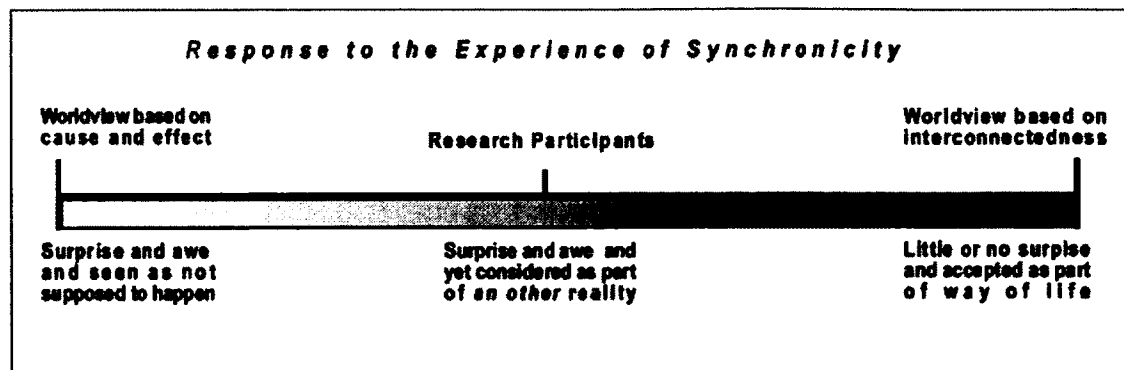 Response to the Experience of Synchronicity
Worldview based on
cause and effect
Research Participants
Worldview based on
interconnectedness
Surprise and awe
and seen as not
supposed to happen
Surprise and awe and
yet considered as part
of an other reality
Little or no surpise
and accepted as part
of way of life